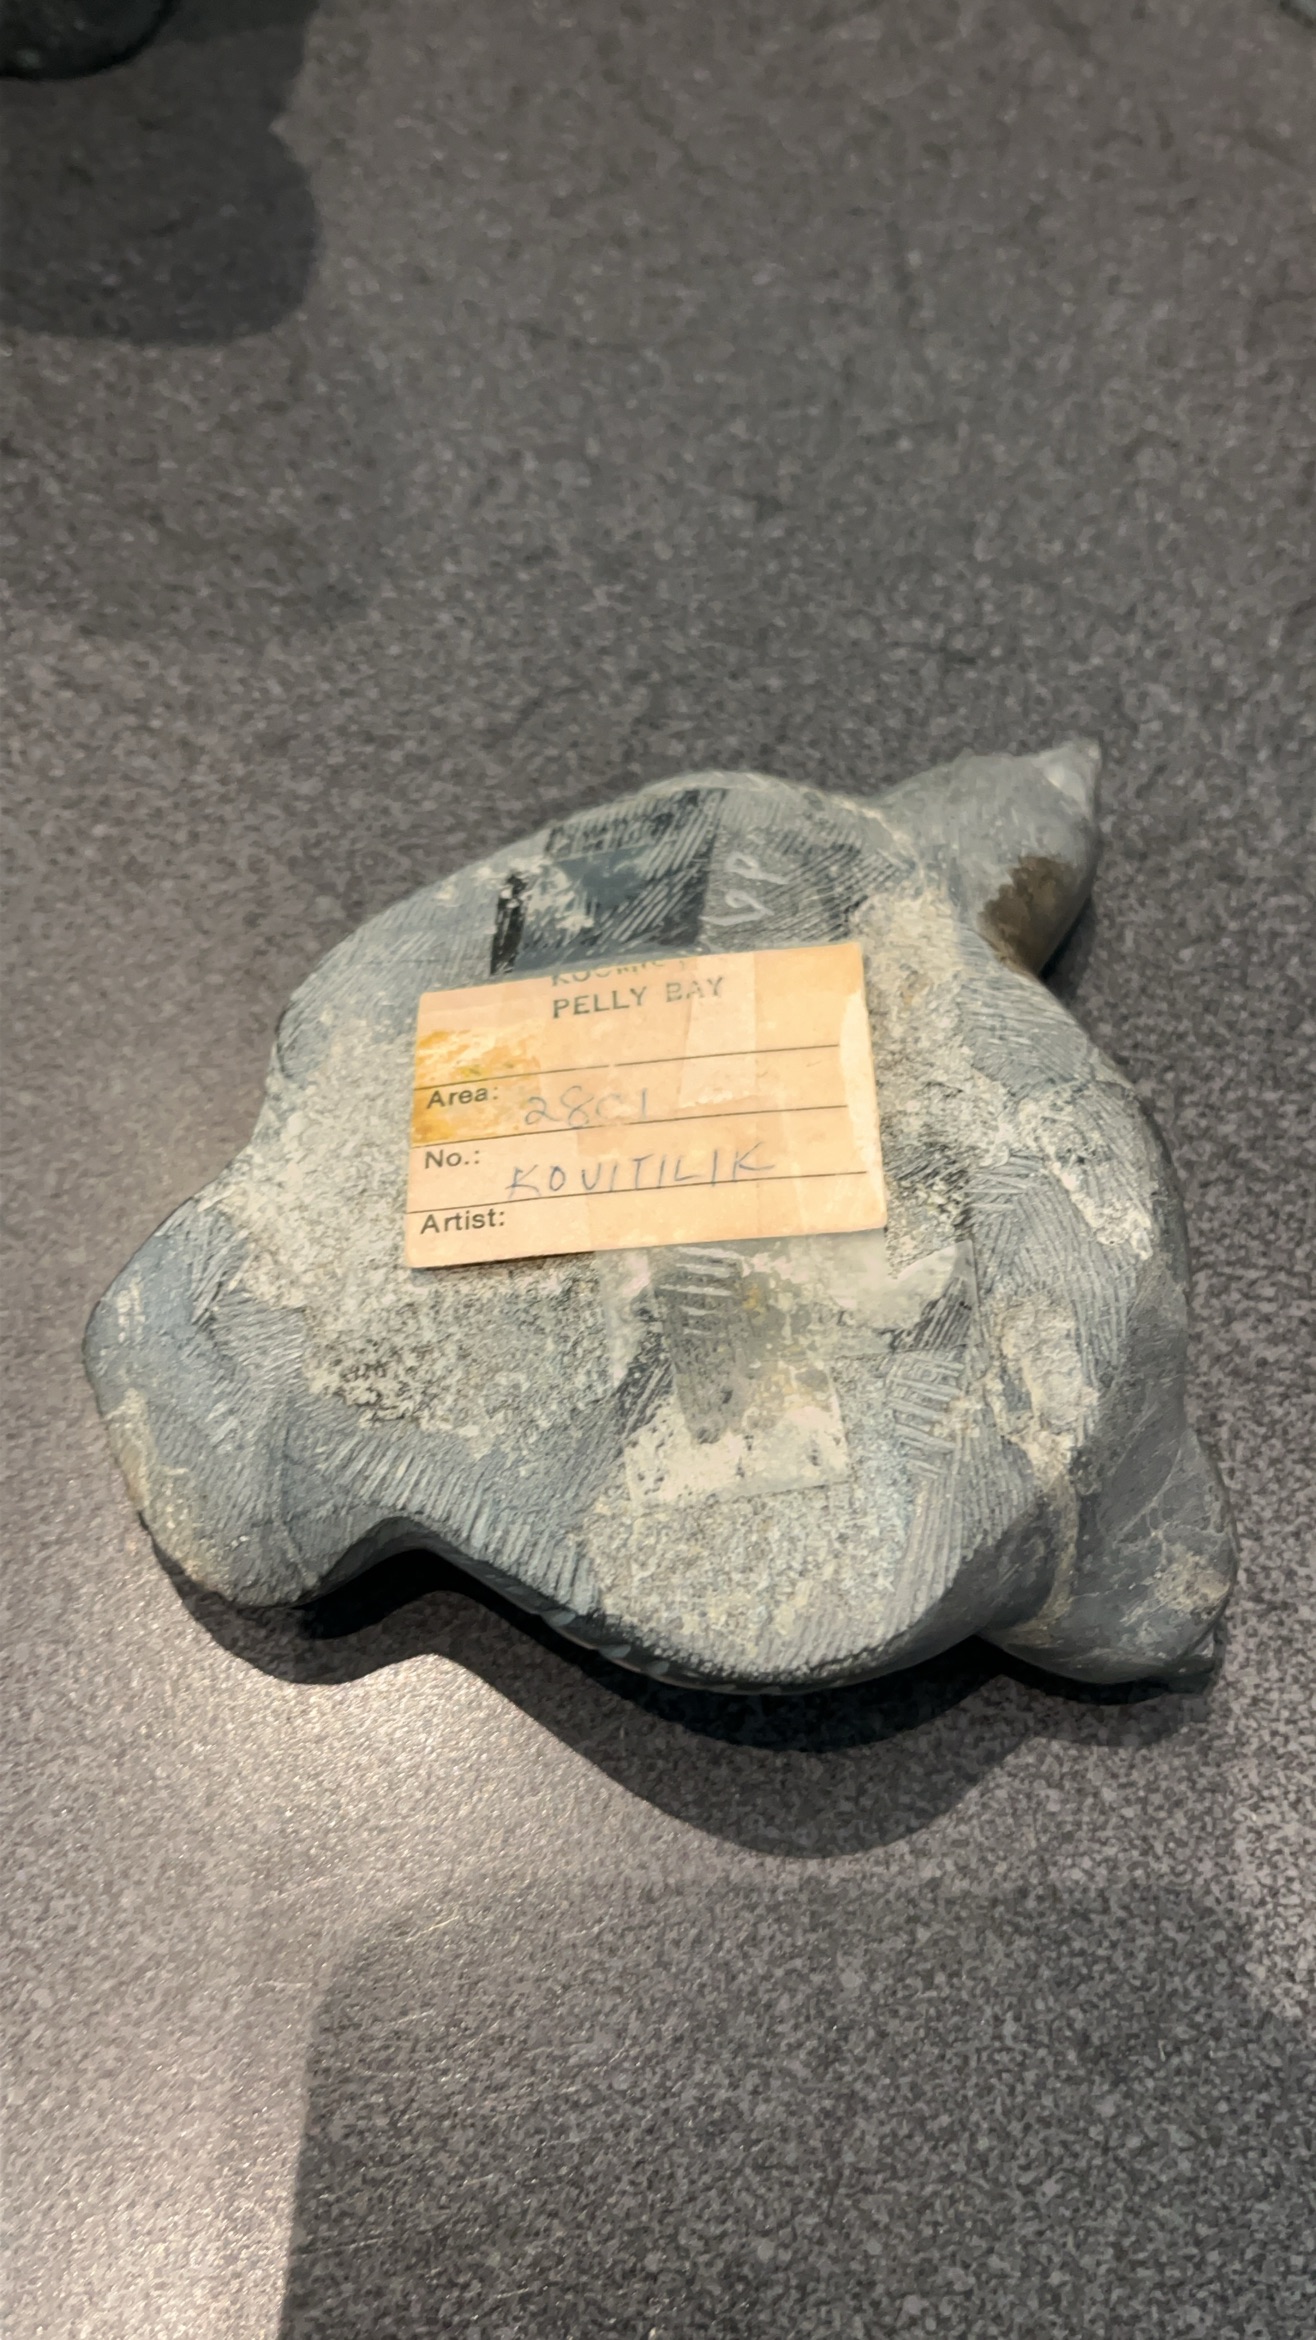 PELLY BAY
Area: 2801
No.: KOVITILIK
Artist: